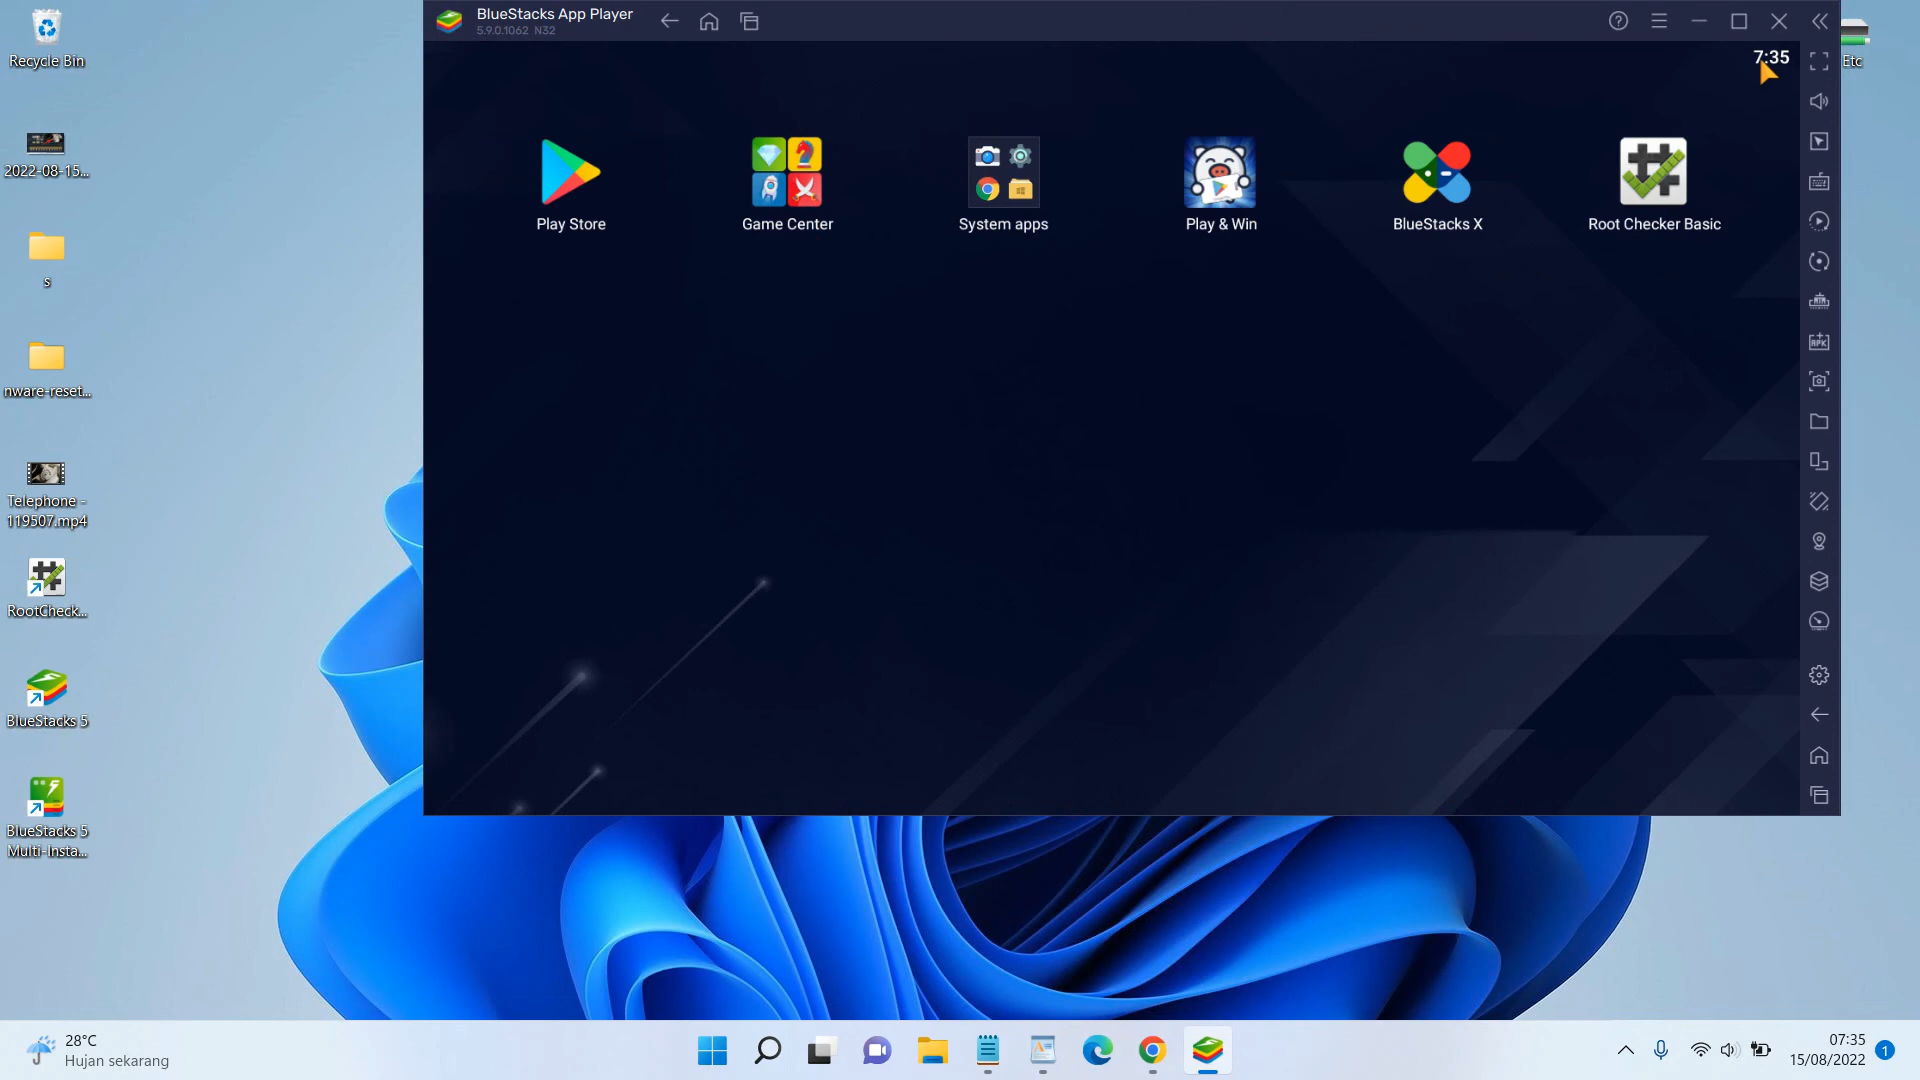 BlueStacks App Player
5.9.0.1062 N32
7:35
Play Store
Game Center
System apps
Play & Win
BlueStacks X
Root Checker Basic
Recycle Bin
2022-08-15...
s
nware-reset...
Telephone -
119507.mp4
RootCheck...
BlueStacks 5
BlueStacks 5
Multi-Insta...
Etc
28°C
Hujan sekarang
07:35
15/08/2022
1